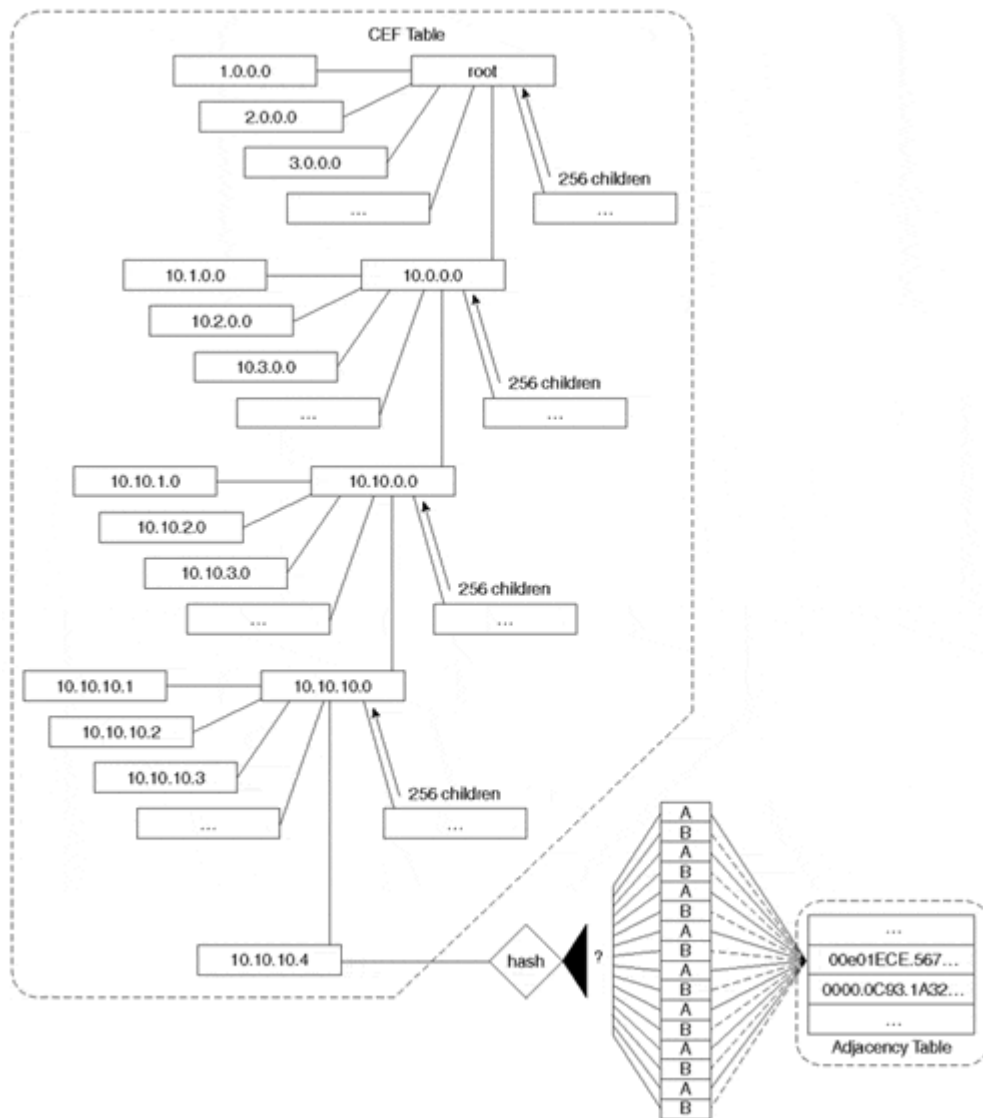 CEF Table
1.0.0.0
root
2.0.0.0
3.0.0.0
256 children
...
...
10.1.0.0
10.0.0.0
10.2.0.0
10.3.0.0
256 children
...
...
10.10.1.0
10.10.0.0
10.10.2.0
10.10.3.0
256 children
...
...
10.10.10.1
10.10.10.0
10.10.10.2
10.10.10.3
256 children
...
...
10.10.10.4
hash
?
A
B
A
B
A
B
A
B
A
B
A
B
A
B
A
B
...
00e01ECE.567...
0000.0C93.1A32...
...
Adjacency Table